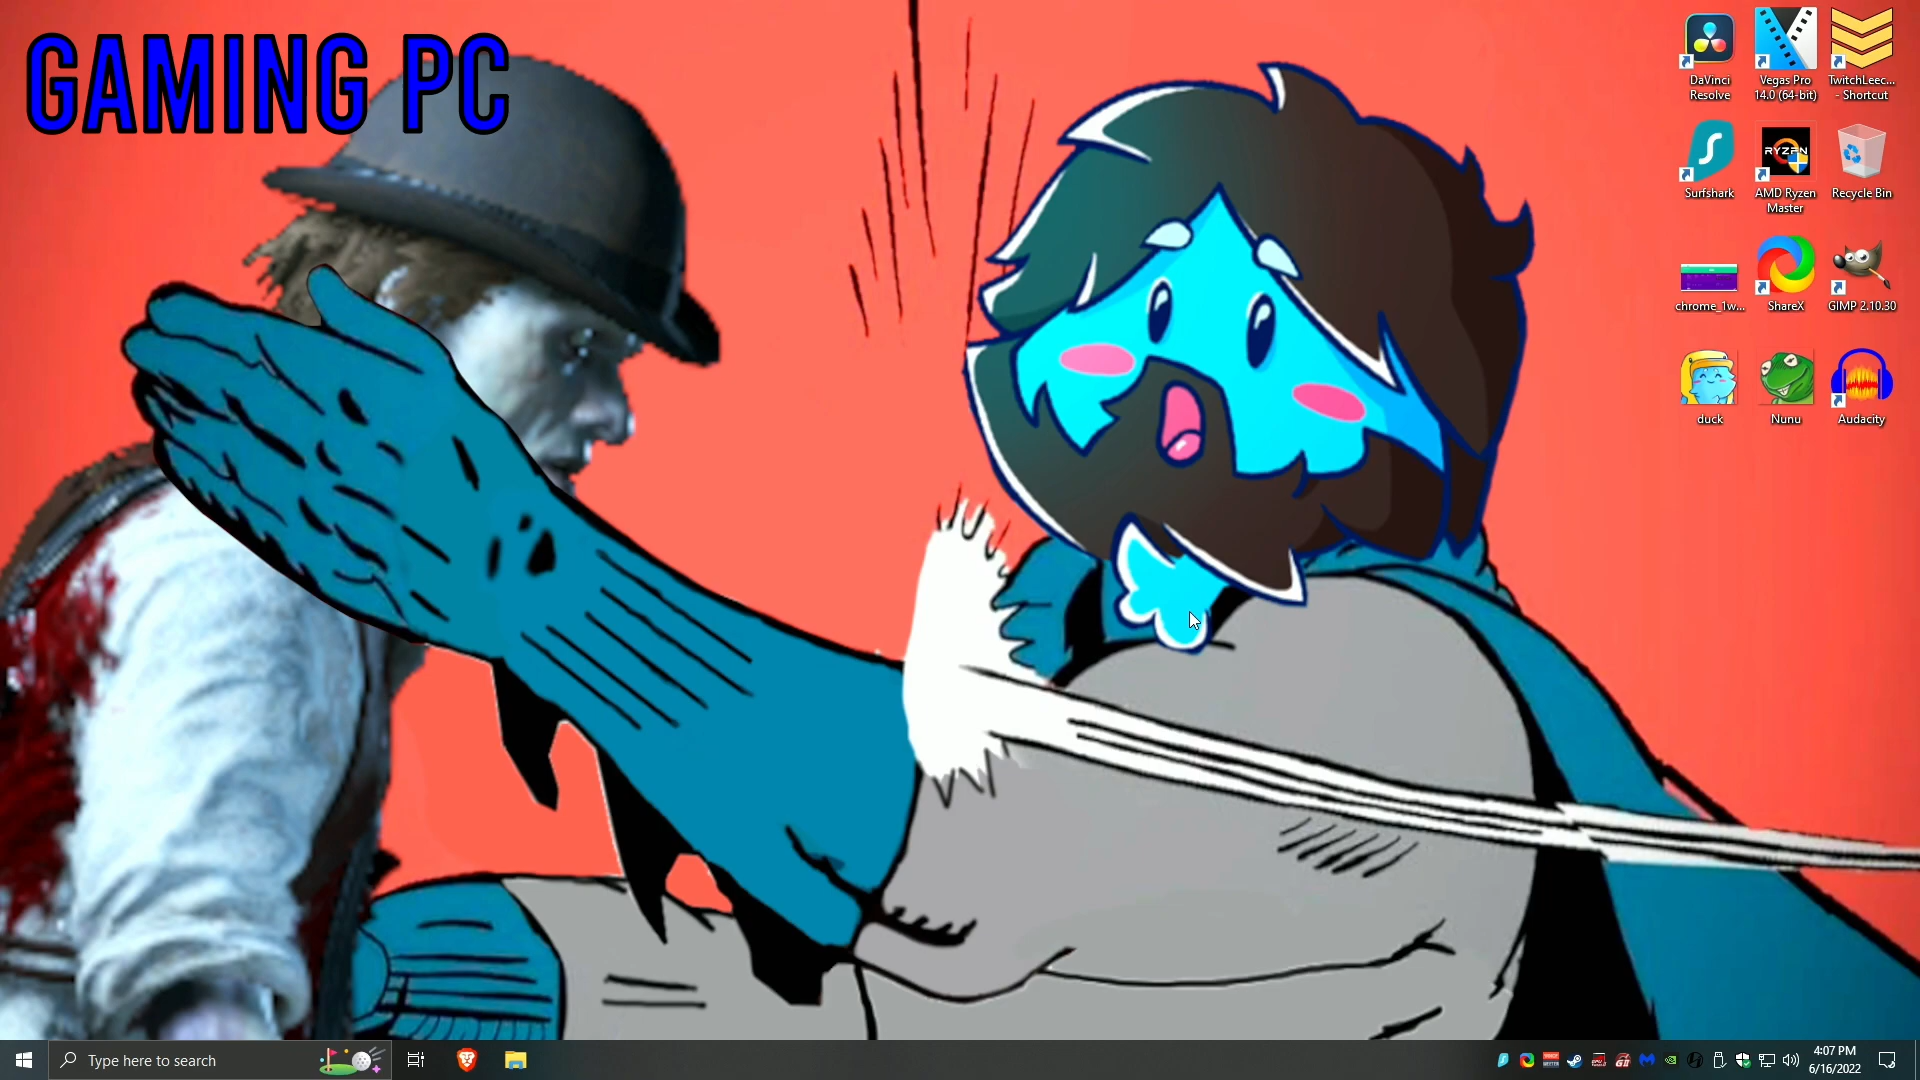 GAMING PC
DaVinci
Resolve
Vegas Pro
14.0 (64-bit)
TwitchLeec...
- Shortcut
Surfshark
RYZEN
AMD Ryzen
Master
Recycle Bin
chrome_1w...
ShareX
GIMP 2.10.30
duck
Nunu
Audacity
Type here to search
4:07 PM
6/16/2022